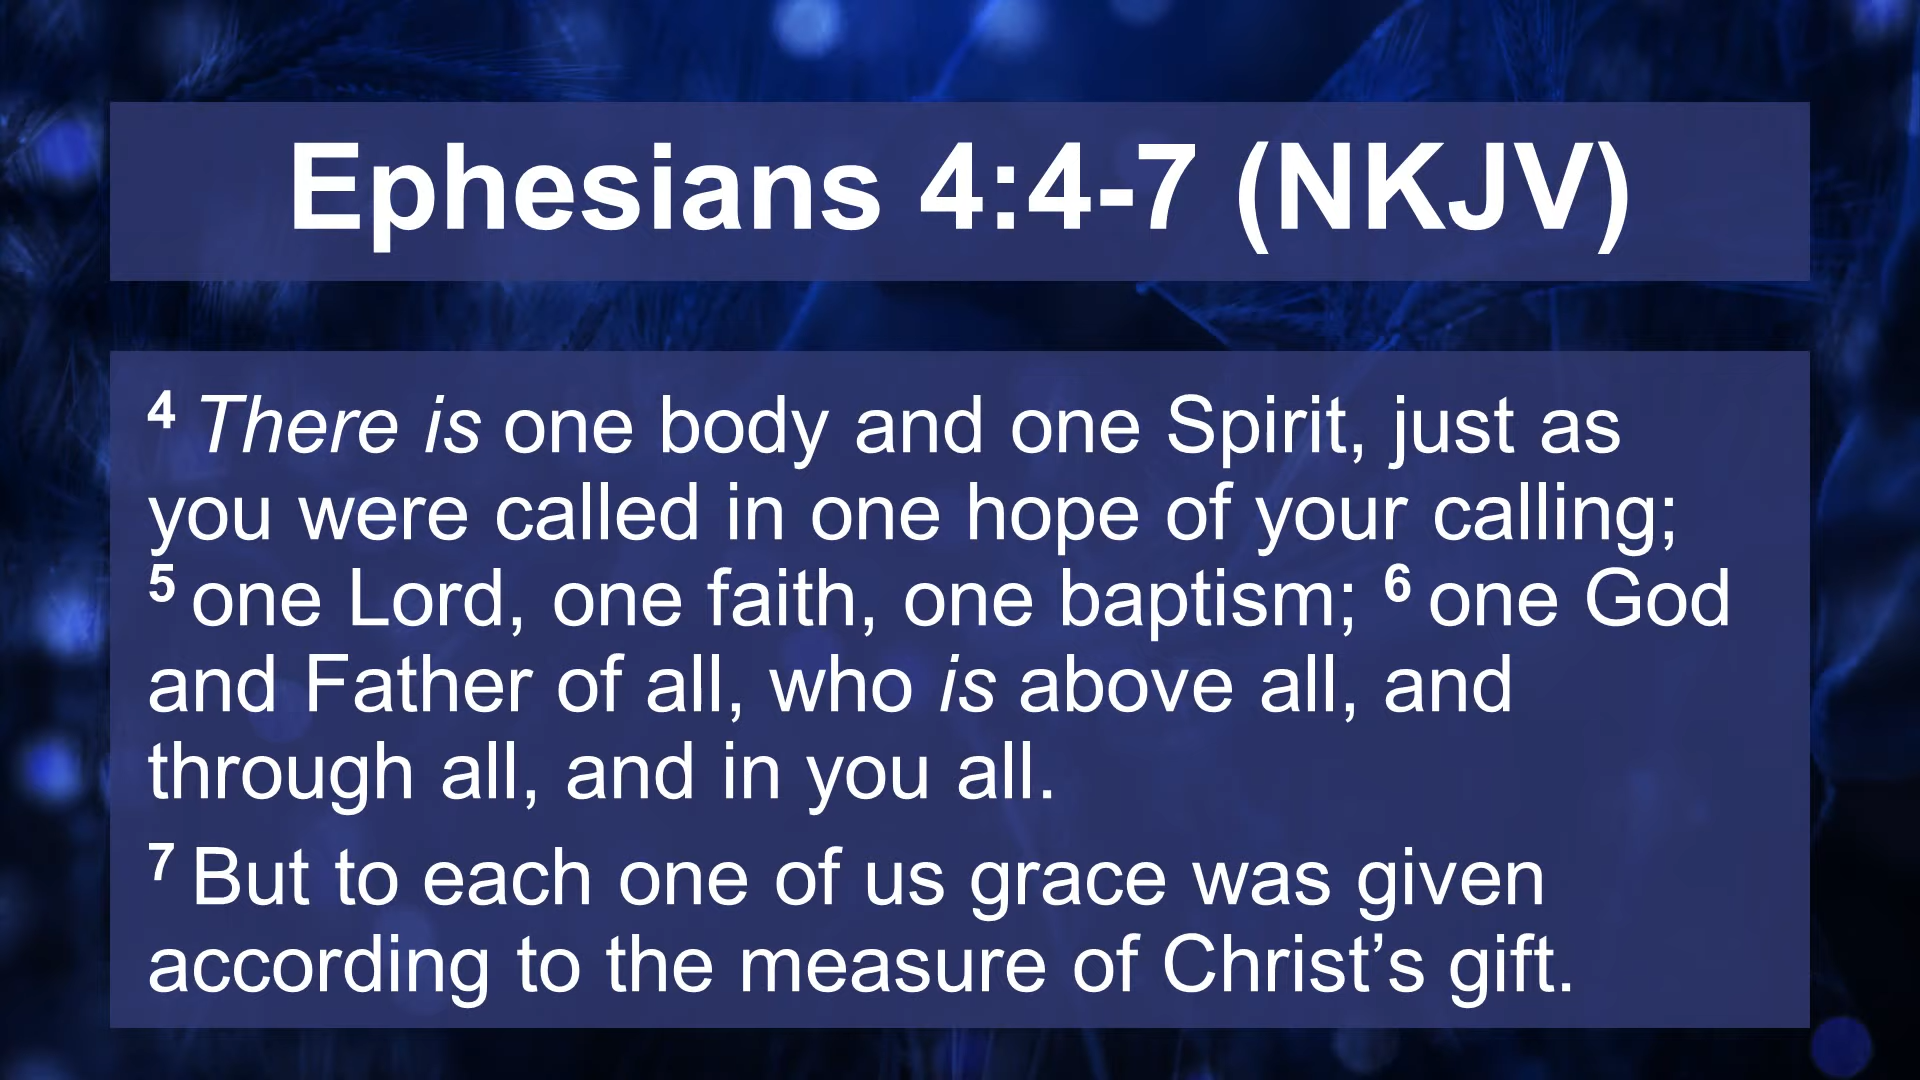 Ephesians 4:4-7 (NKJV)
4 There is one body and one Spirit, just as
you were called in one hope of your calling;
5 one Lord, one faith, one baptism; 6 one God
and Father of all, who is above all, and
through all, and in you all.
7 But to each one of us grace was given
according to the measure of Christ’s gift.